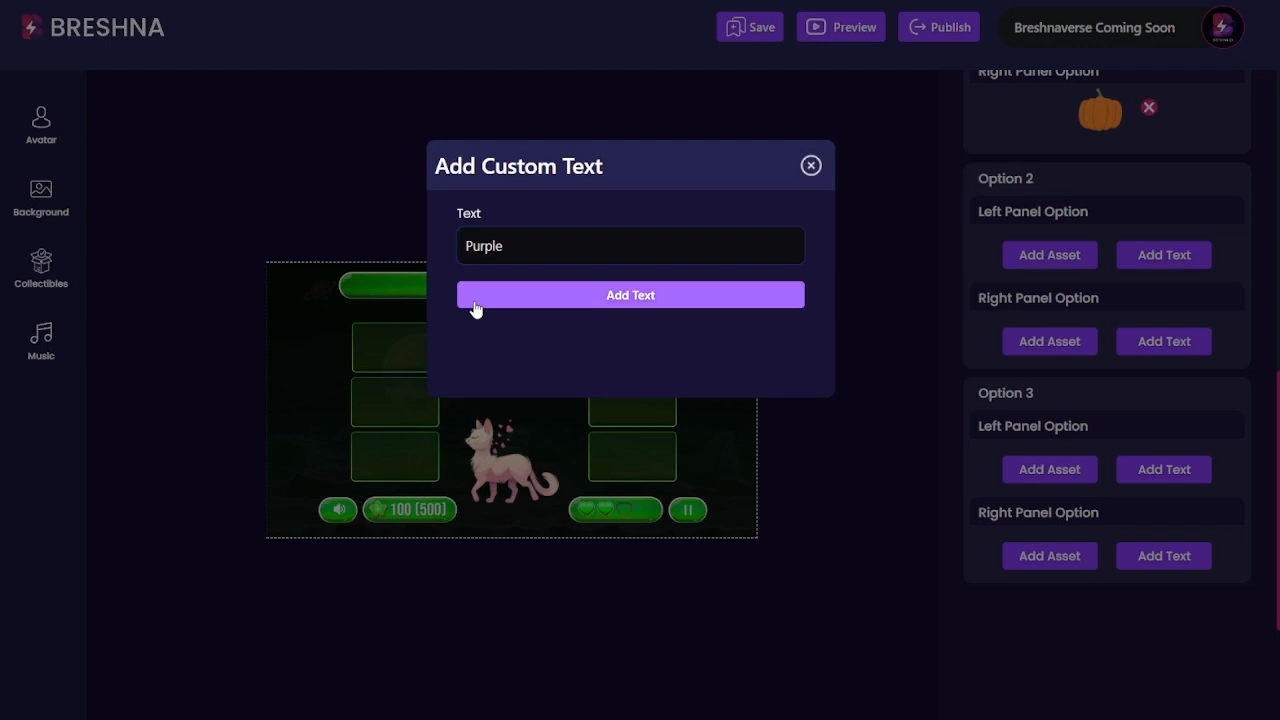 BRESHNA
Save
Preview
Publish
Breshnaverse Coming Soon
Avatar
Background
Collectibles
Music
Add Custom Text
Text
Purple
Add Text
100 (500)
Right Panel Option
Option 2
Left Panel Option
Add Asset
Add Text
Right Panel Option
Add Asset
Add Text
Option 3
Left Panel Option
Add Asset
Add Text
Right Panel Option
Add Asset
Add Text